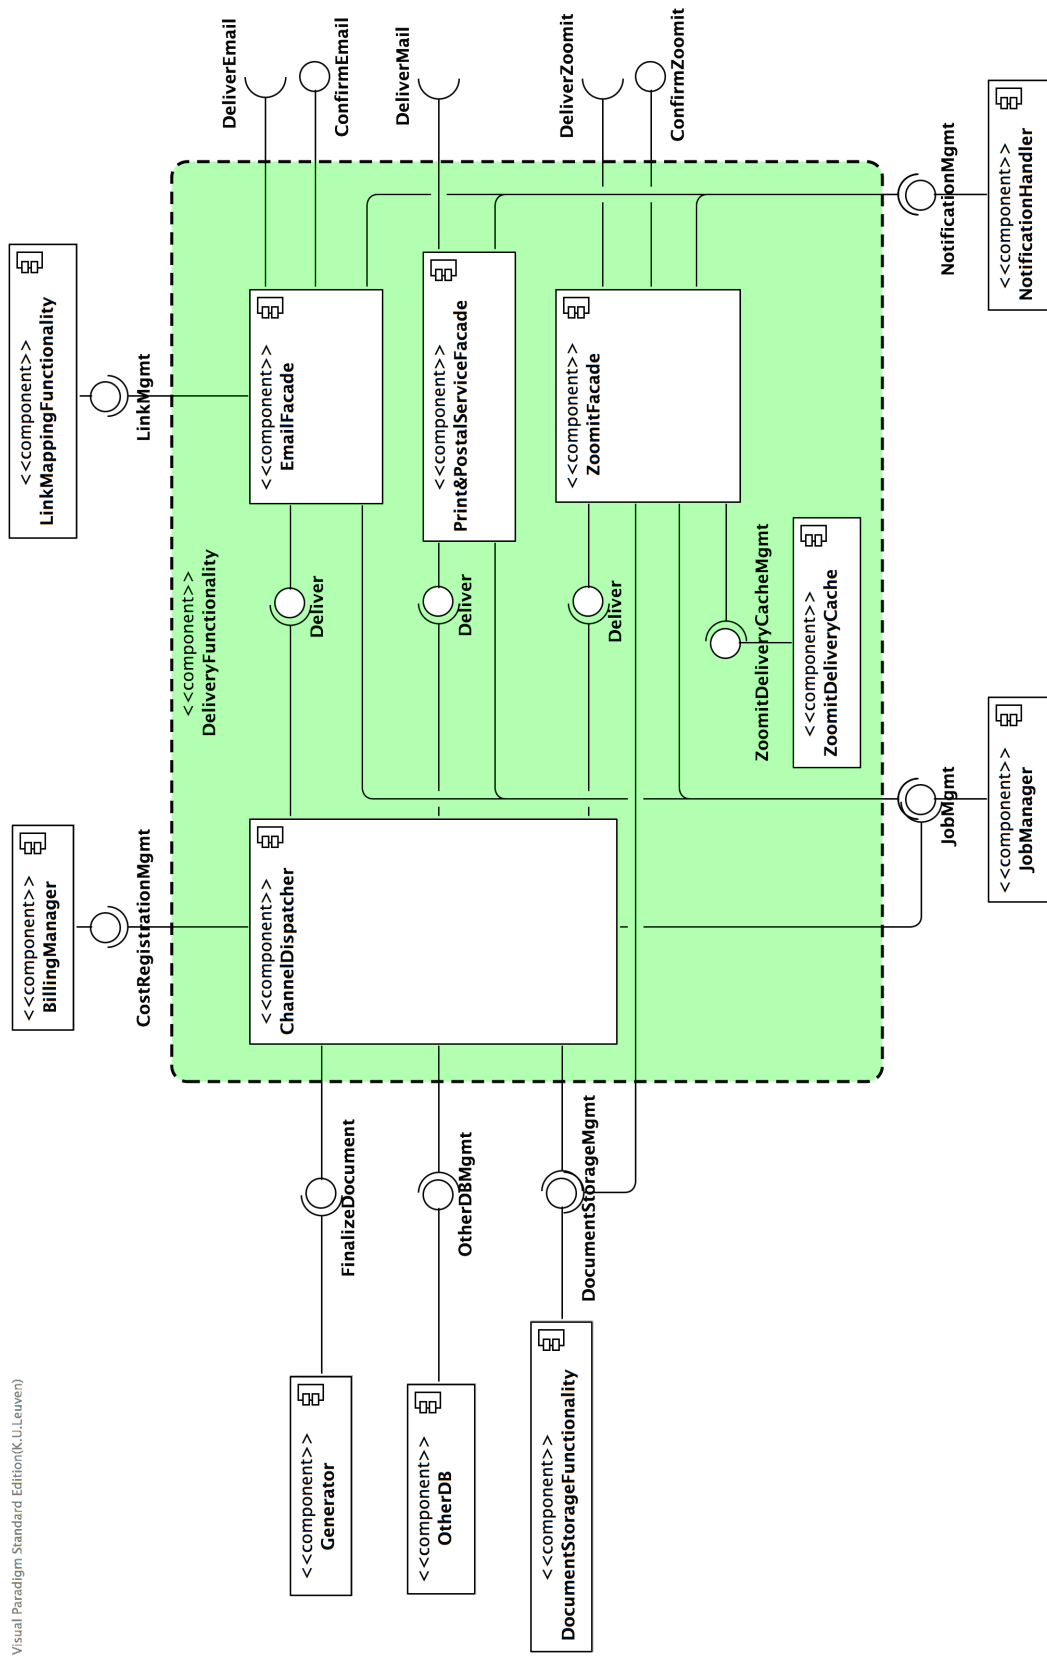 Visual Paradigm Standard Edition(K.U.Leuven)
<<component>>
BillingManager
<<component>>
LinkMappingFunctionality
CostRegistrationMgmt
LinkMgmt
<<component>>
DeliveryFunctionality
DeliverEmail
<<component>>
Generator
FinalizeDocument
<<component>>
ChannelDispatcher
Deliver
<<component>>
EmailFacade
ConfirmEmail
<<component>>
OtherDB
OtherDBMgmt
Deliver
<<component>>
Print&PostalServiceFacade
DeliverMail
<<component>>
DocumentStorageFunctionality
DocumentStorageMgmt
Deliver
<<component>>
ZoomitFacade
DeliverZoomit
ConfirmZoomit
ZoomitDeliveryCacheMgmt
<<component>>
ZoomitDeliveryCache
JobMgmt
NotificationMgmt
<<component>>
JobManager
<<component>>
NotificationHandler